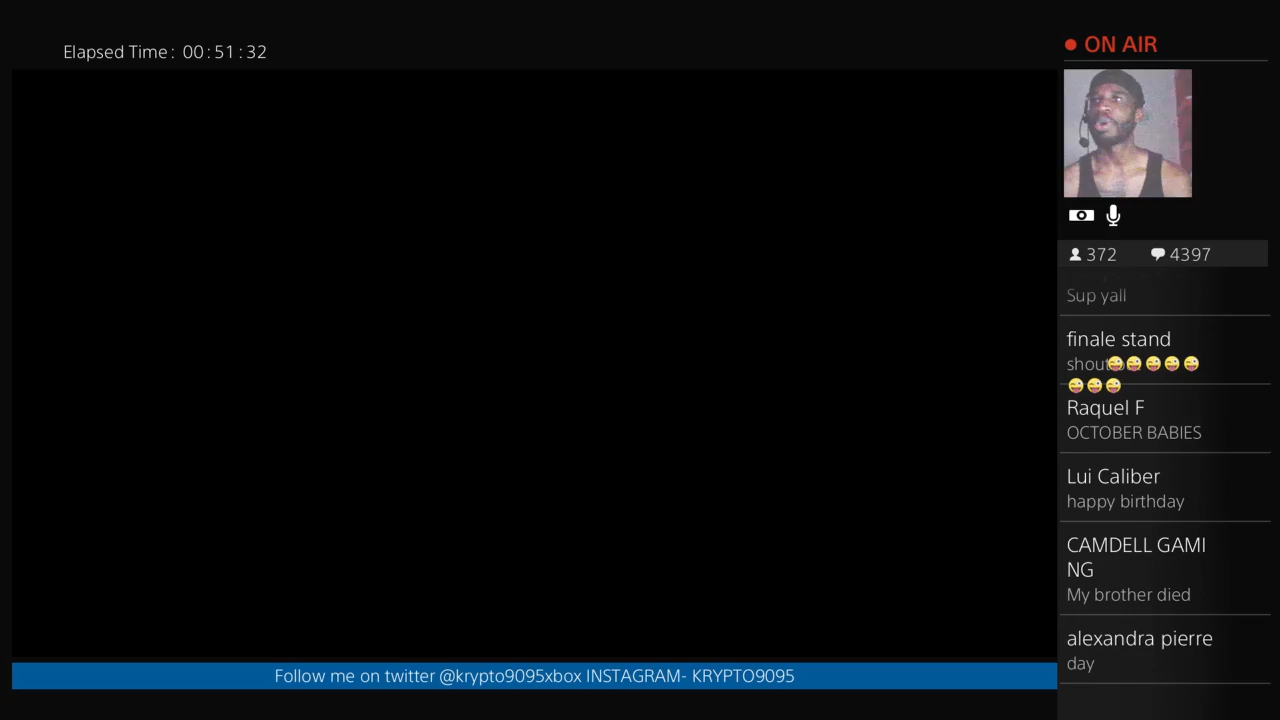 Elapsed Time: 00:51:32
ON AIR
372 4397
Sup yall
finale stand
shout
Raquel F
OCTOBER BABIES
Lui Caliber
happy birthday
CAMDELL GAMI
NG
My brother died
alexandra pierre
day
Follow me on twitter @krypto9095xbox INSTAGRAM- KRYPTO9095